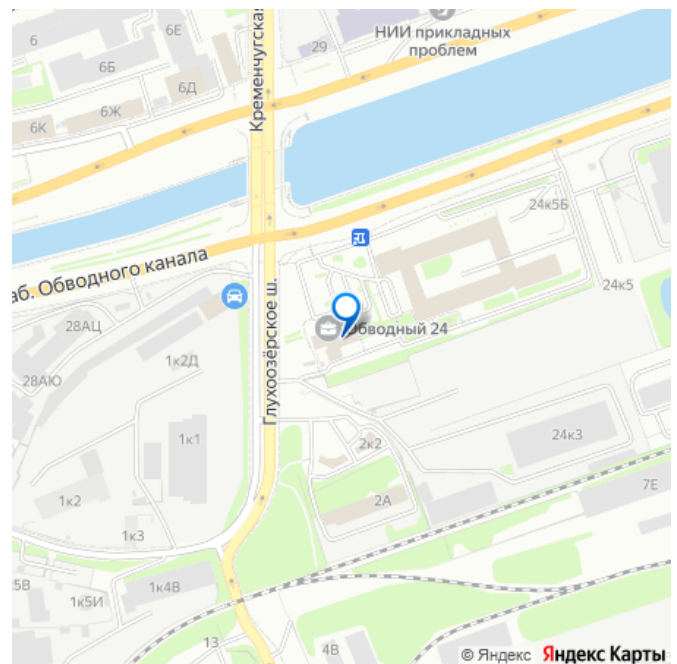 6
6Е
29
НИИ прикладных
проблем
6Б
6Д
6Ж
6К
Кременчугская
24к5Б
аб. Обводного канала
24к5
28АЦ
Глухоозёрское ш.
Обводный 24
1к2Д
28АЮ
1к1
2к2
24к3
7Е
1к2
2А
1к3
5В
1к4В
1к5И
13
4В
© Яндекс Яндекс Карты